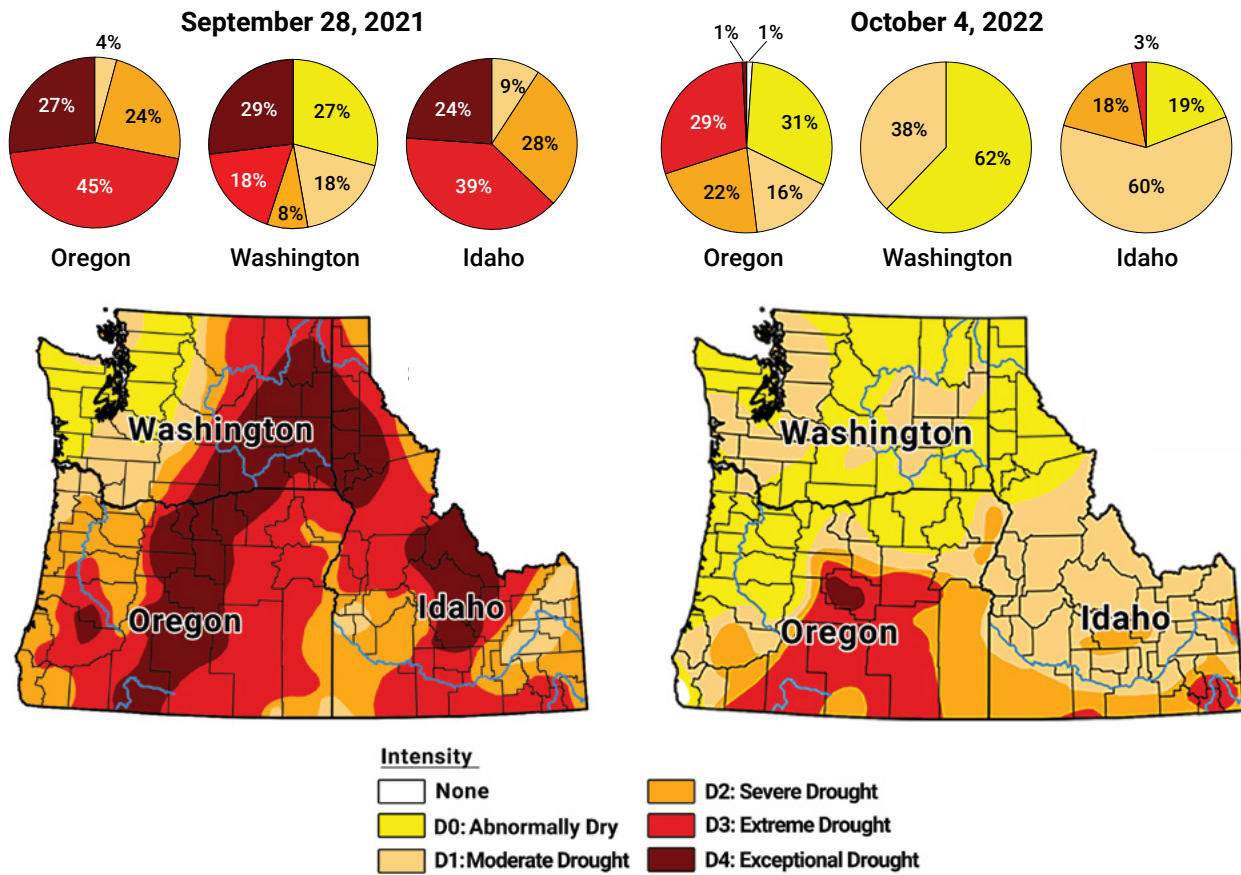 September 28, 2021
4%
27%
24%
45%
Oregon
29%
27%
18%
18%
8%
Washington
9%
24%
28%
39%
Idaho
October 4, 2022
1%
1%
29%
31%
22%
16%
Oregon
38%
62%
Washington
3%
18%
19%
60%
Idaho
Washington
Oregon
Idaho
Washington
Oregon
Idaho
Intensity
None
D0: Abnormally Dry
D1: Moderate Drought
D2: Severe Drought
D3: Extreme Drought
D4: Exceptional Drought